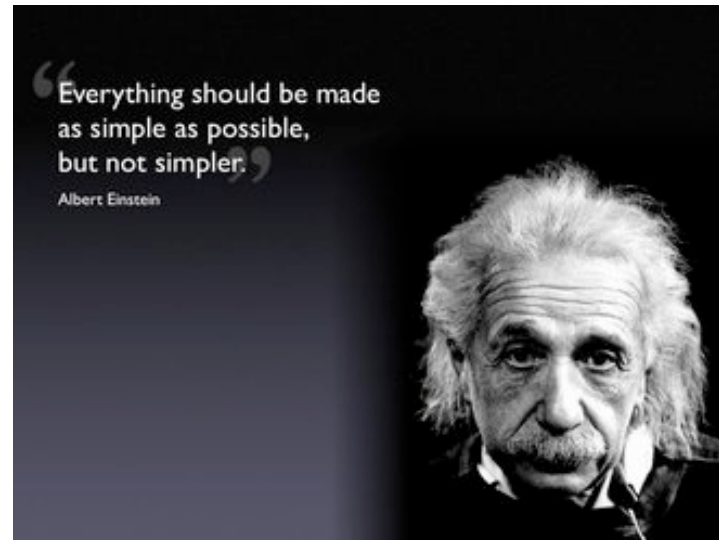 “Everything should be made
as simple as possible,
but not simpler.”
Albert Einstein